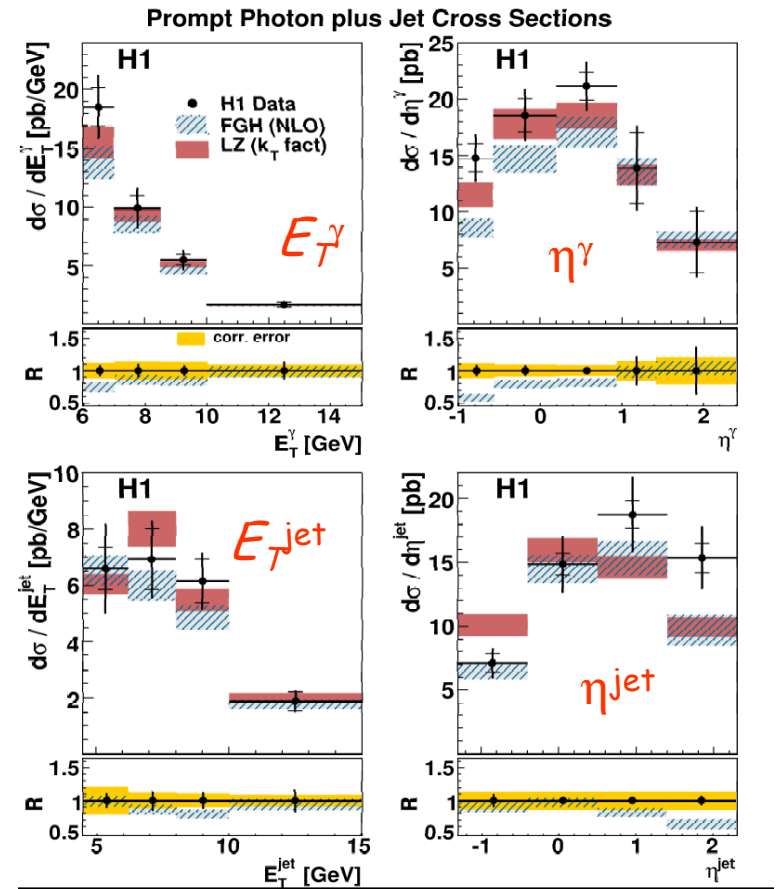 Prompt Photon plus Jet Cross Sections
H1
H1 Data
FGH (NLO)
LZ (k_T fact)
dσ / dE_T^γ [pb/GeV]
20
15
10
5
E_T^γ
corr. error
R
1.5
1
0.5
6 8 10 12 14
E_T^γ [GeV]
H1
dσ / dη^γ [pb]
25
20
15
10
5
0
η^γ
R
1.5
1
0.5
-1 0 1 2
η^γ
H1
dσ / dE_T^jet [pb/GeV]
10
8
6
4
2
E_T^jet
R
1.5
1
0.5
5 10 15
E_T^jet [GeV]
H1
dσ / dη^jet [pb]
20
15
10
5
η^jet
R
1.5
1
0.5
-1 0 1 2
η^jet